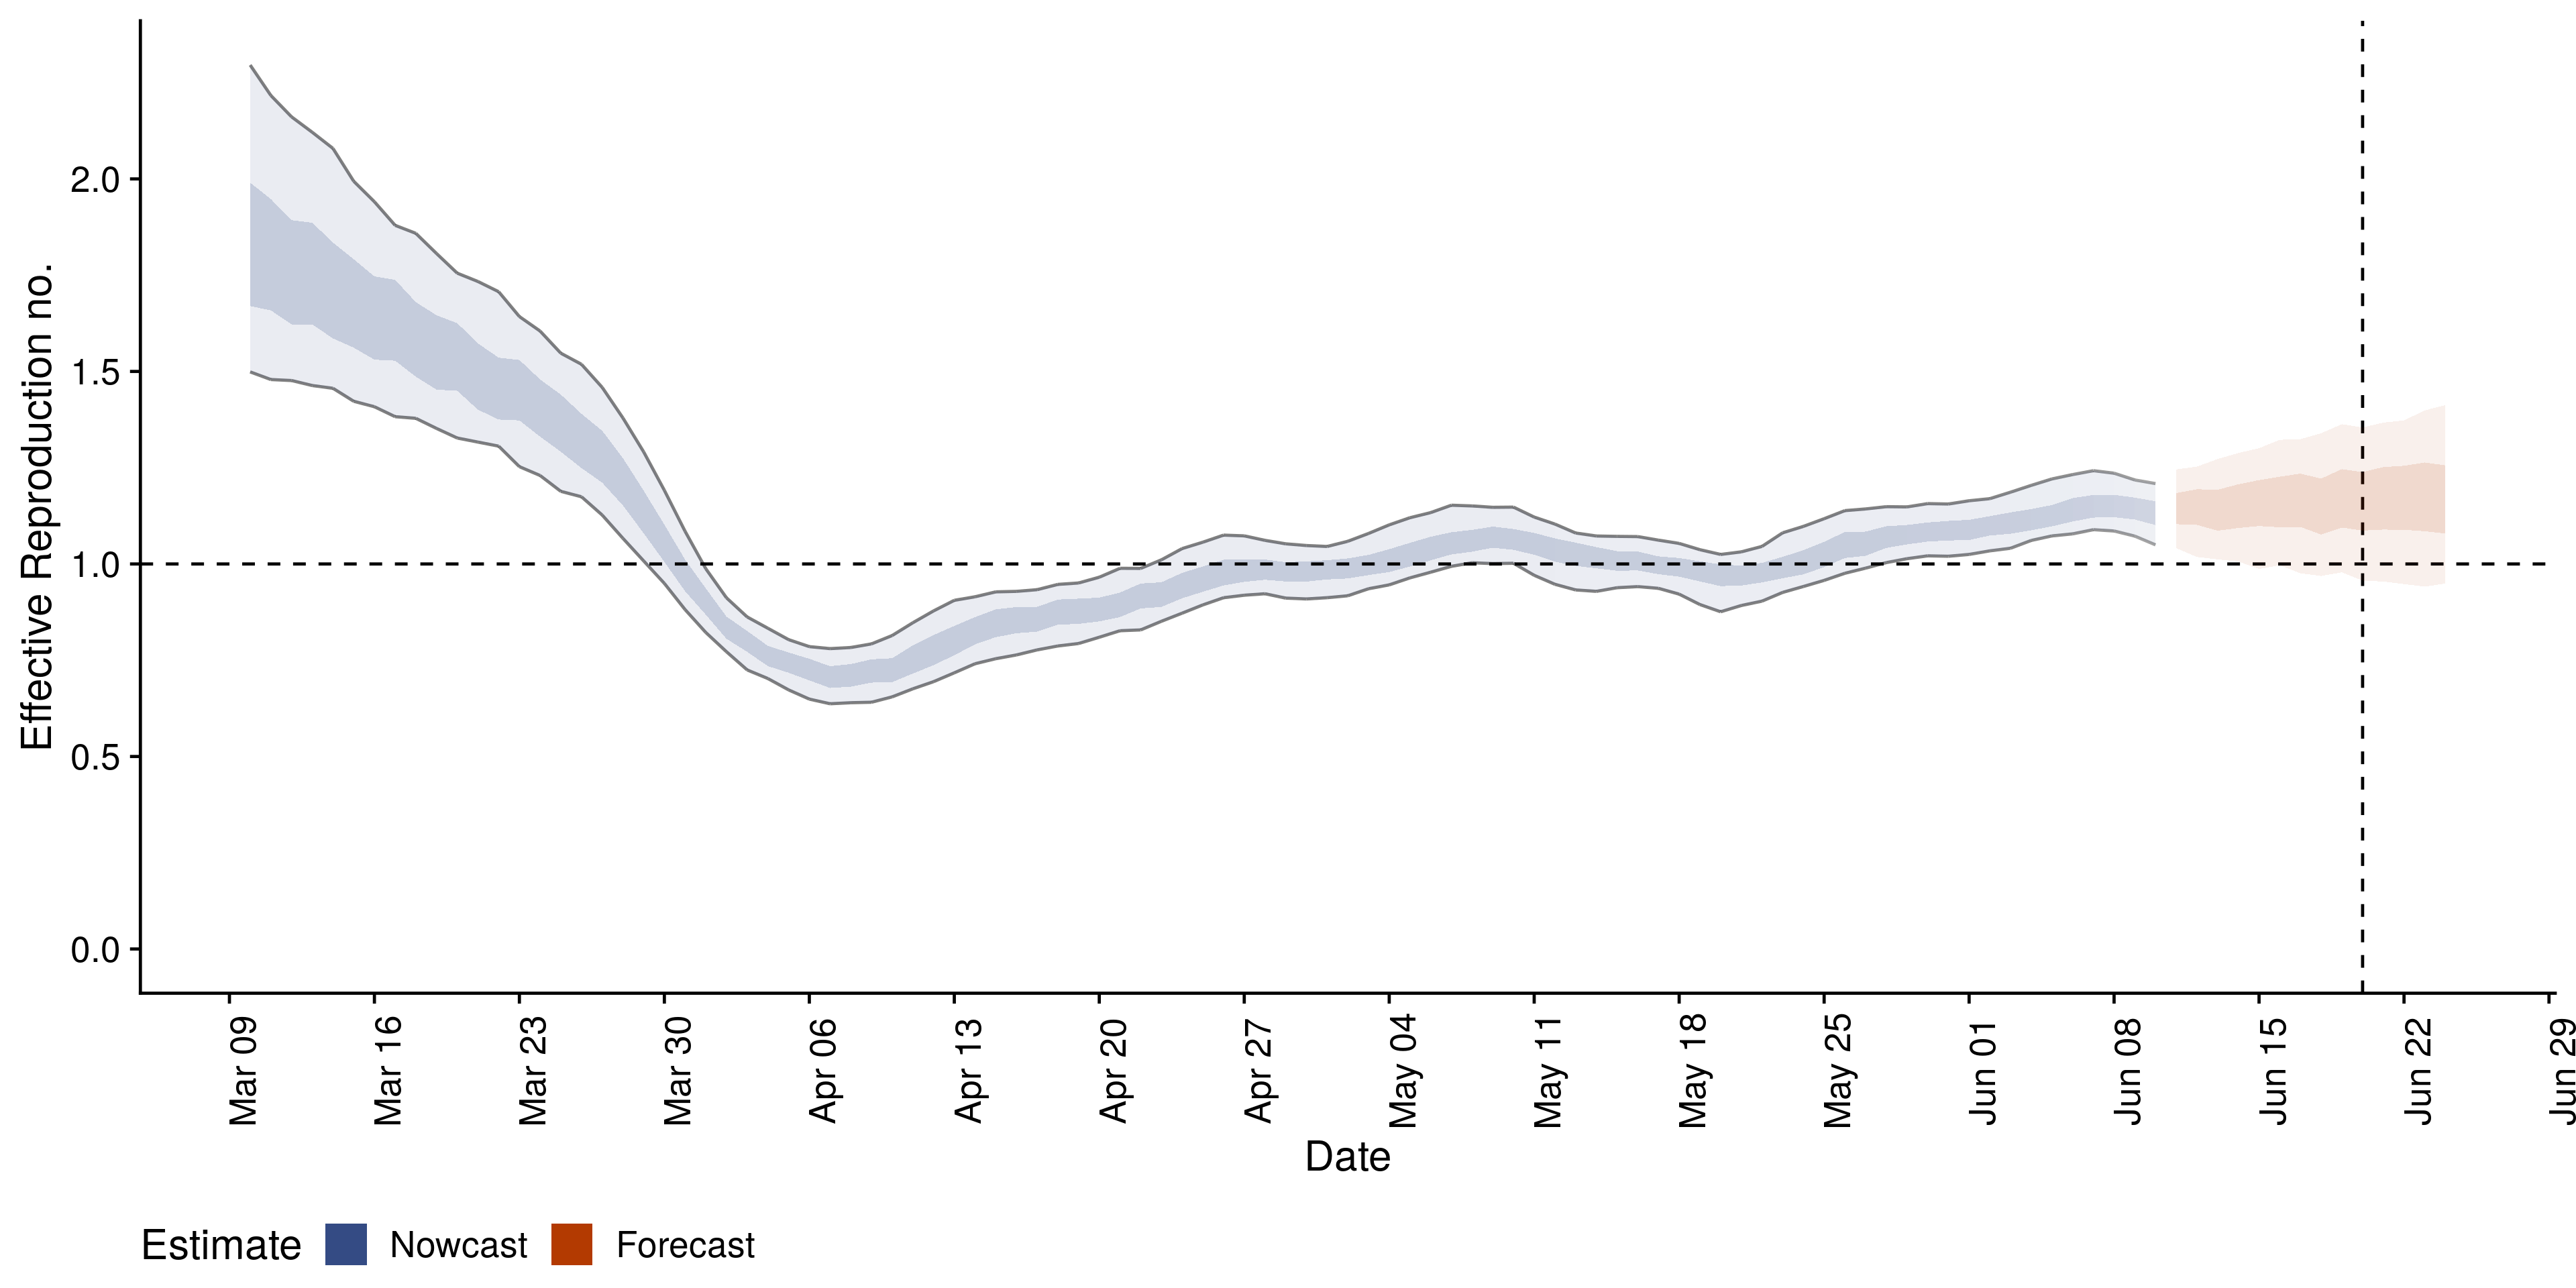 Effective Reproduction no.
2.0
1.5
1.0
0.5
0.0
Mar 09
Mar 16
Mar 23
Mar 30
Apr 06
Apr 13
Apr 20
Apr 27
May 04
May 11
May 18
May 25
Jun 01
Jun 08
Jun 15
Jun 22
Jun 29
Date
Estimate Nowcast Forecast